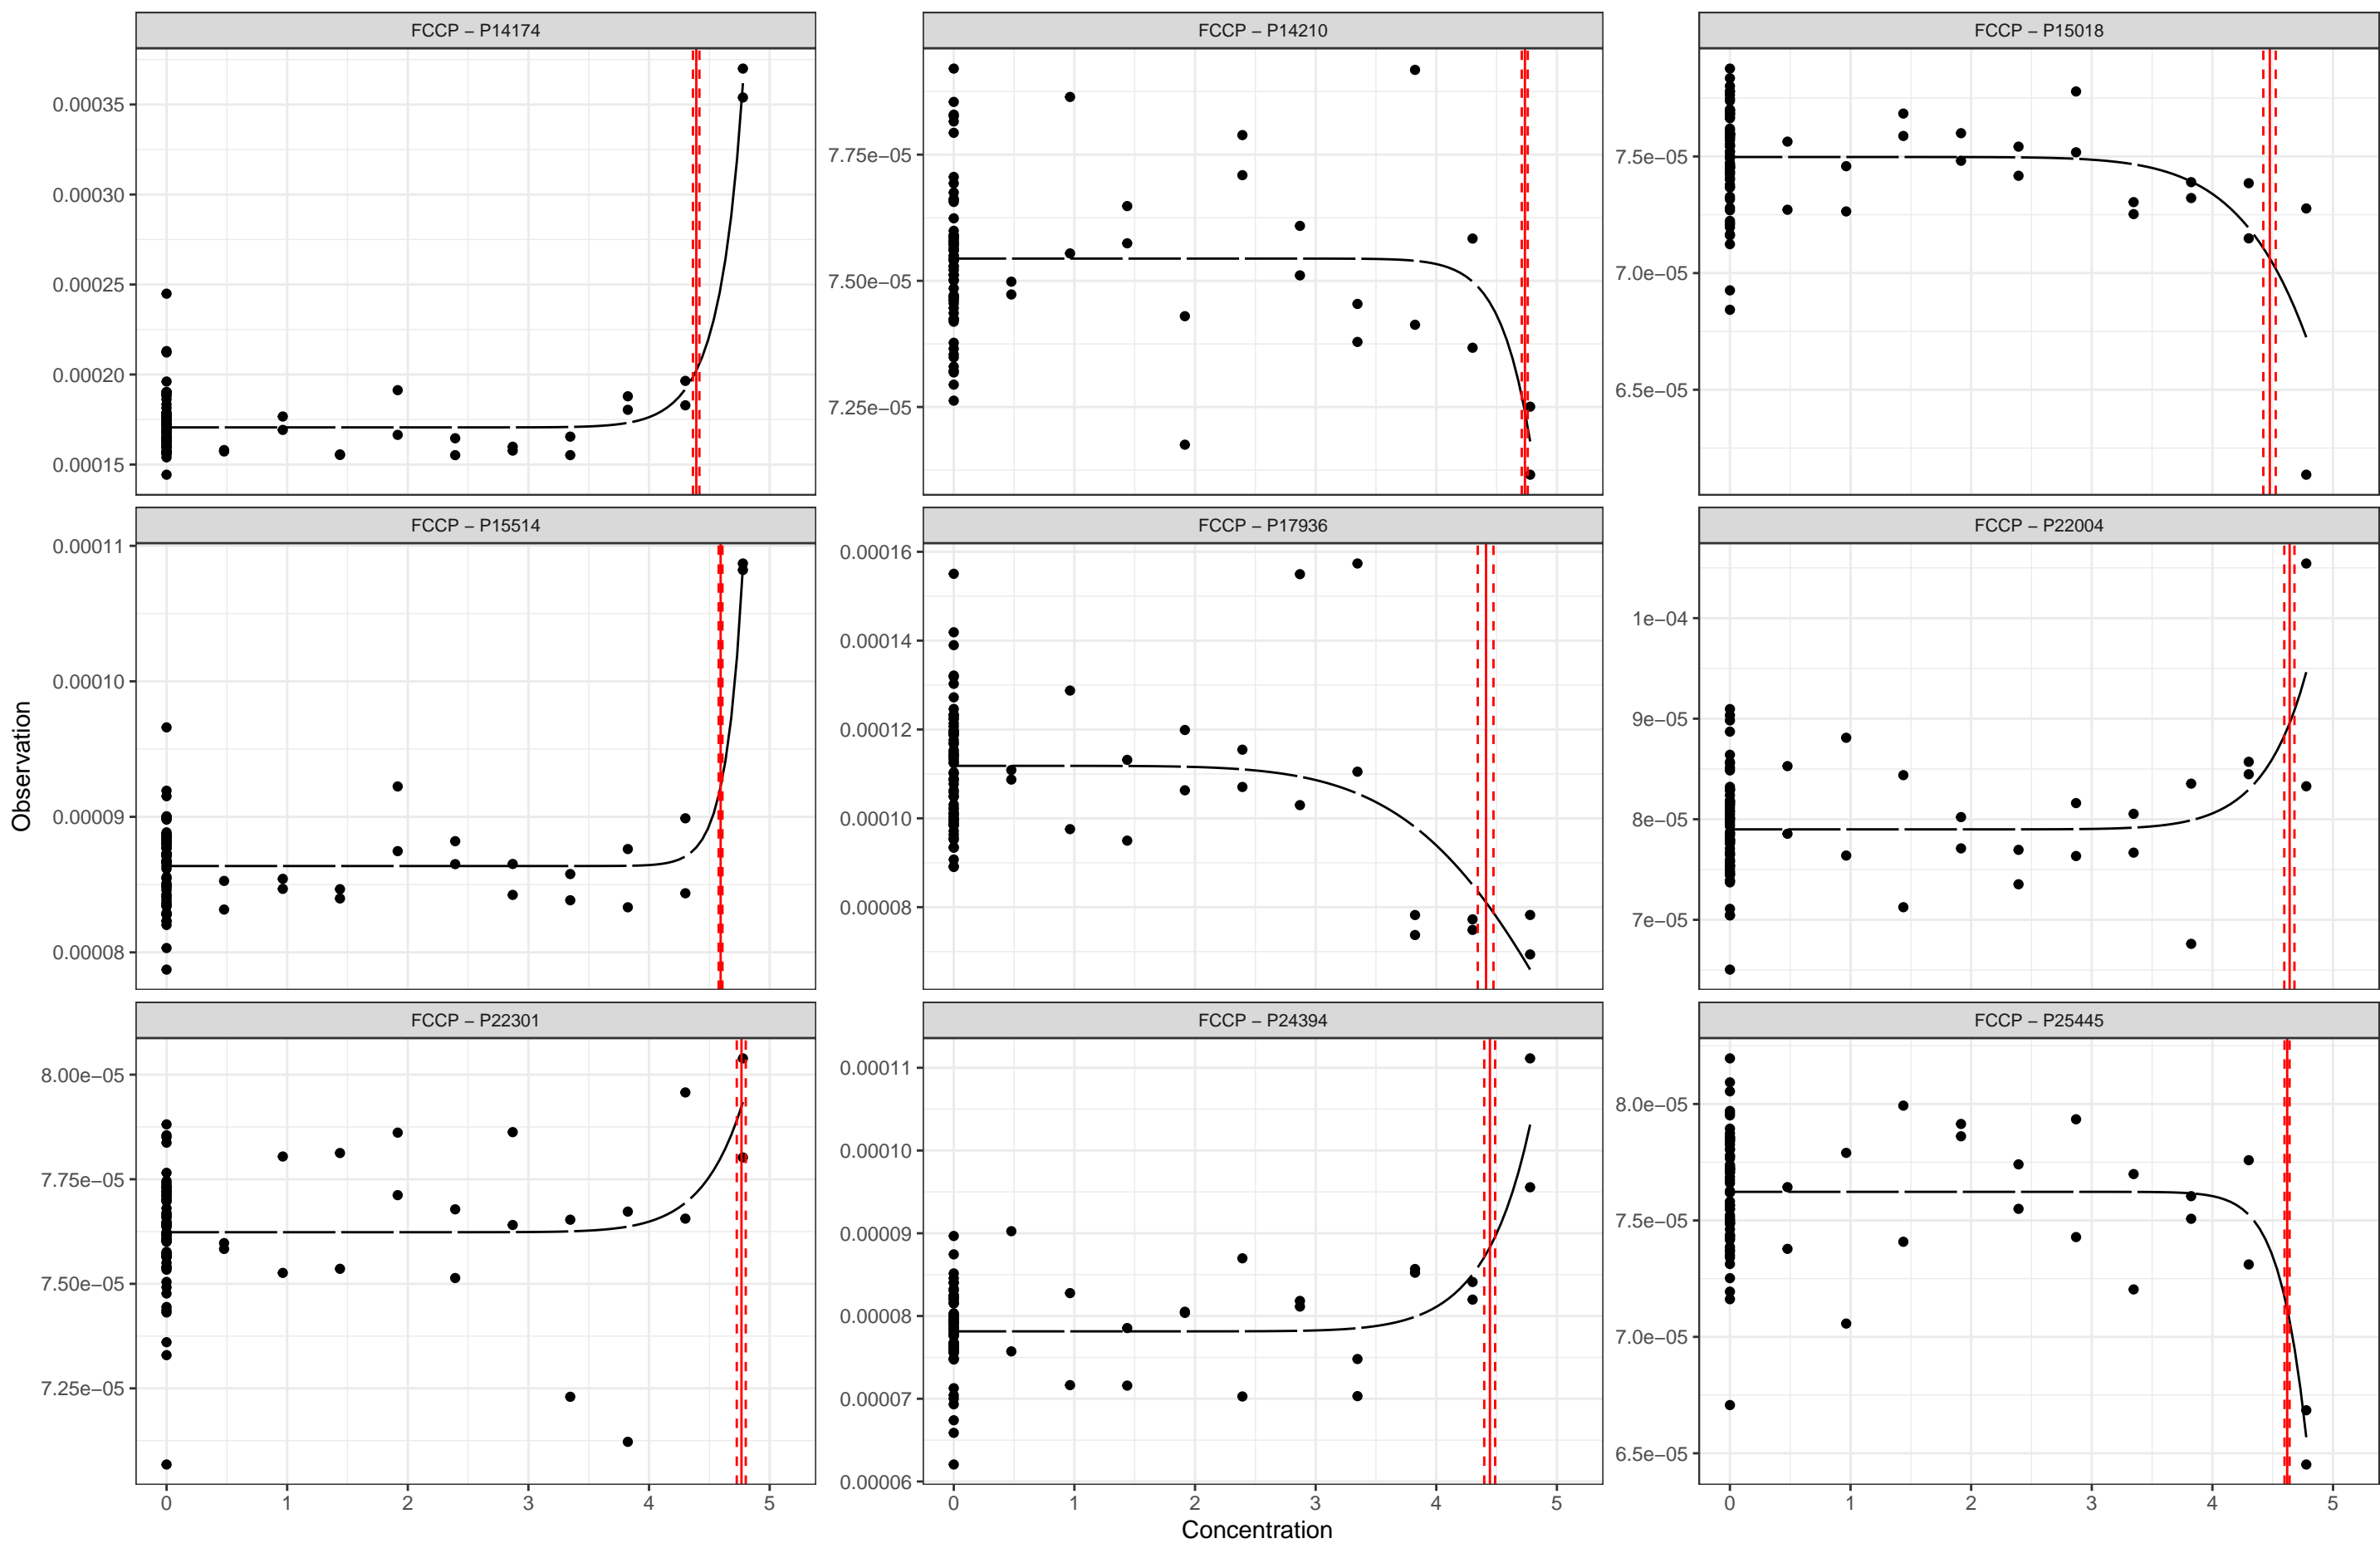 FCCP − P14174
FCCP − P14210
FCCP − P15018
0.00035
0.00030
0.00025
0.00020
0.00015
7.75e−05
7.50e−05
7.25e−05
7.5e−05
7.0e−05
6.5e−05
FCCP − P15514
FCCP − P17936
FCCP − P22004
0.00011
0.00010
0.00009
0.00008
0.00016
0.00014
0.00012
0.00010
0.00008
1e−04
9e−05
8e−05
7e−05
Observation
FCCP − P22301
FCCP − P24394
FCCP − P25445
8.00e−05
7.75e−05
7.50e−05
7.25e−05
0.00011
0.00010
0.00009
0.00008
0.00007
0.00006
8.0e−05
7.5e−05
7.0e−05
6.5e−05
0 1 2 3 4 5
0 1 2 3 4 5
0 1 2 3 4 5
Concentration